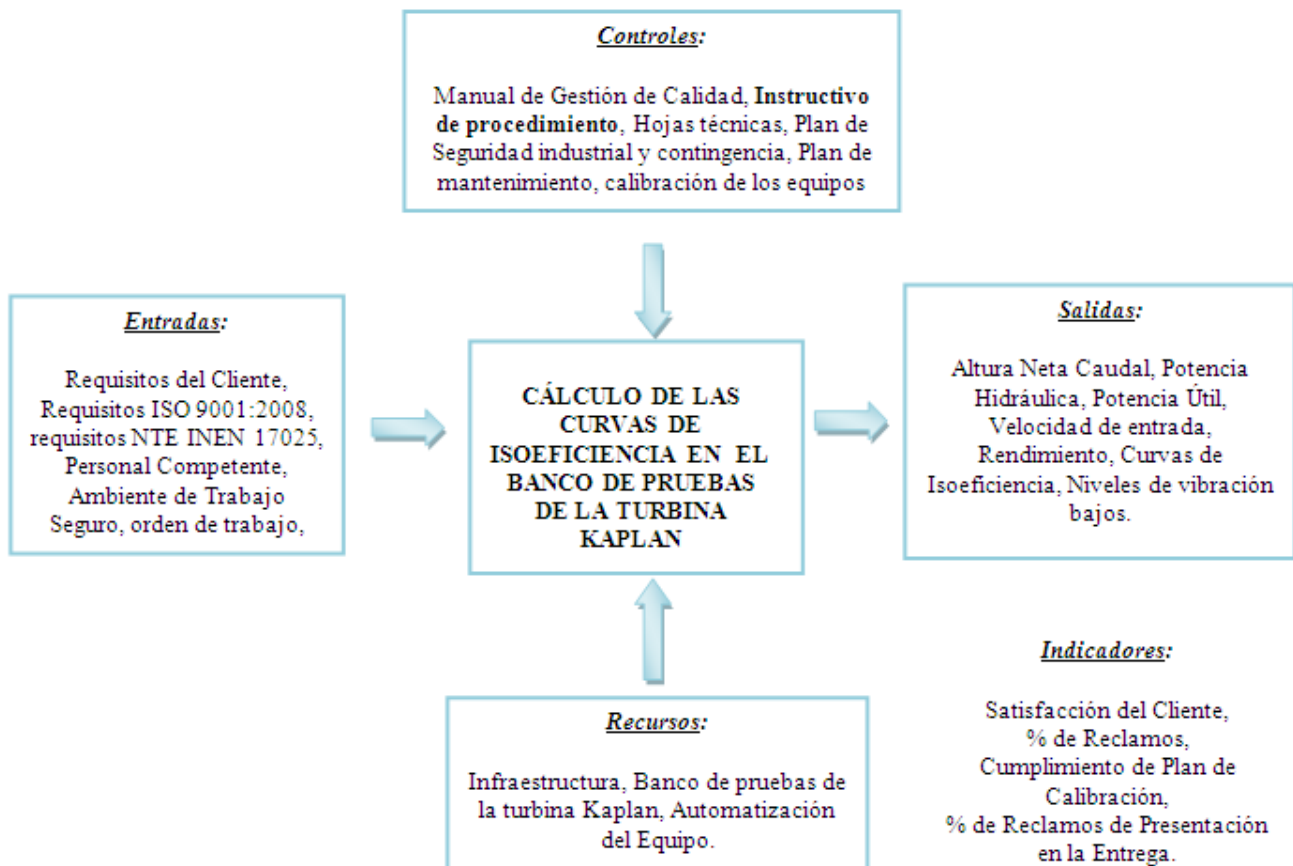 Controles:
Manual de Gestión de Calidad, Instructivo
de procedimiento, Hojas técnicas, Plan de
Seguridad industrial y contingencia, Plan de
mantenimiento, calibración de los equipos
Entradas:
Requisitos del Cliente,
Requisitos ISO 9001:2008,
requisitos NTE INEN 17025,
Personal Competente,
Ambiente de Trabajo
Seguro, orden de trabajo,
CÁLCULO DE LAS
CURVAS DE
ISOEFICIENCIA EN EL
BANCO DE PRUEBAS
DE LA TURBINA
KAPLAN
Salidas:
Altura Neta Caudal, Potencia
Hidráulica, Potencia Útil,
Velocidad de entrada,
Rendimiento, Curvas de
Isoeficiencia, Niveles de vibración
bajos.
Recursos:
Infraestructura, Banco de pruebas de
la turbina Kaplan, Automatización
del Equipo.
Indicadores:
Satisfacción del Cliente,
% de Reclamos,
Cumplimiento de Plan de
Calibración,
% de Reclamos de Presentación
en la Entrega.